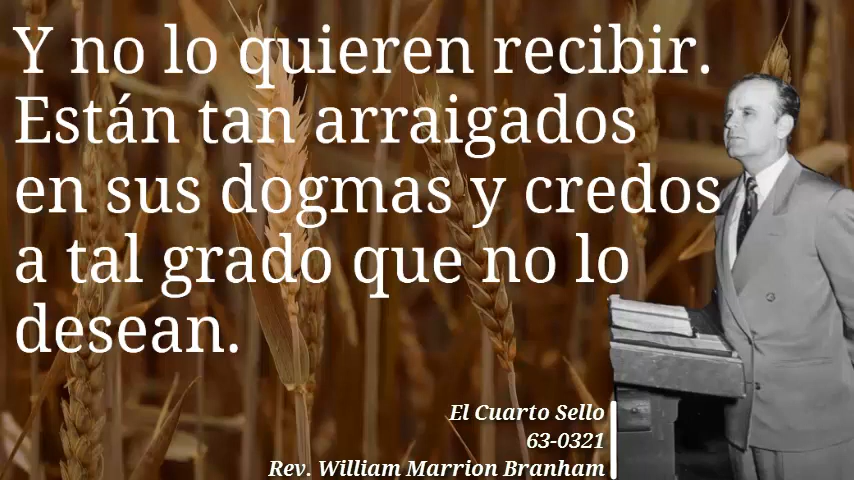 Y no lo quieren recibir.
Están tan arraigados
en sus dogmas y credos
a tal grado que no lo
desean.
El Cuarto Sello
63-0321
Rev. William Marrion Branham